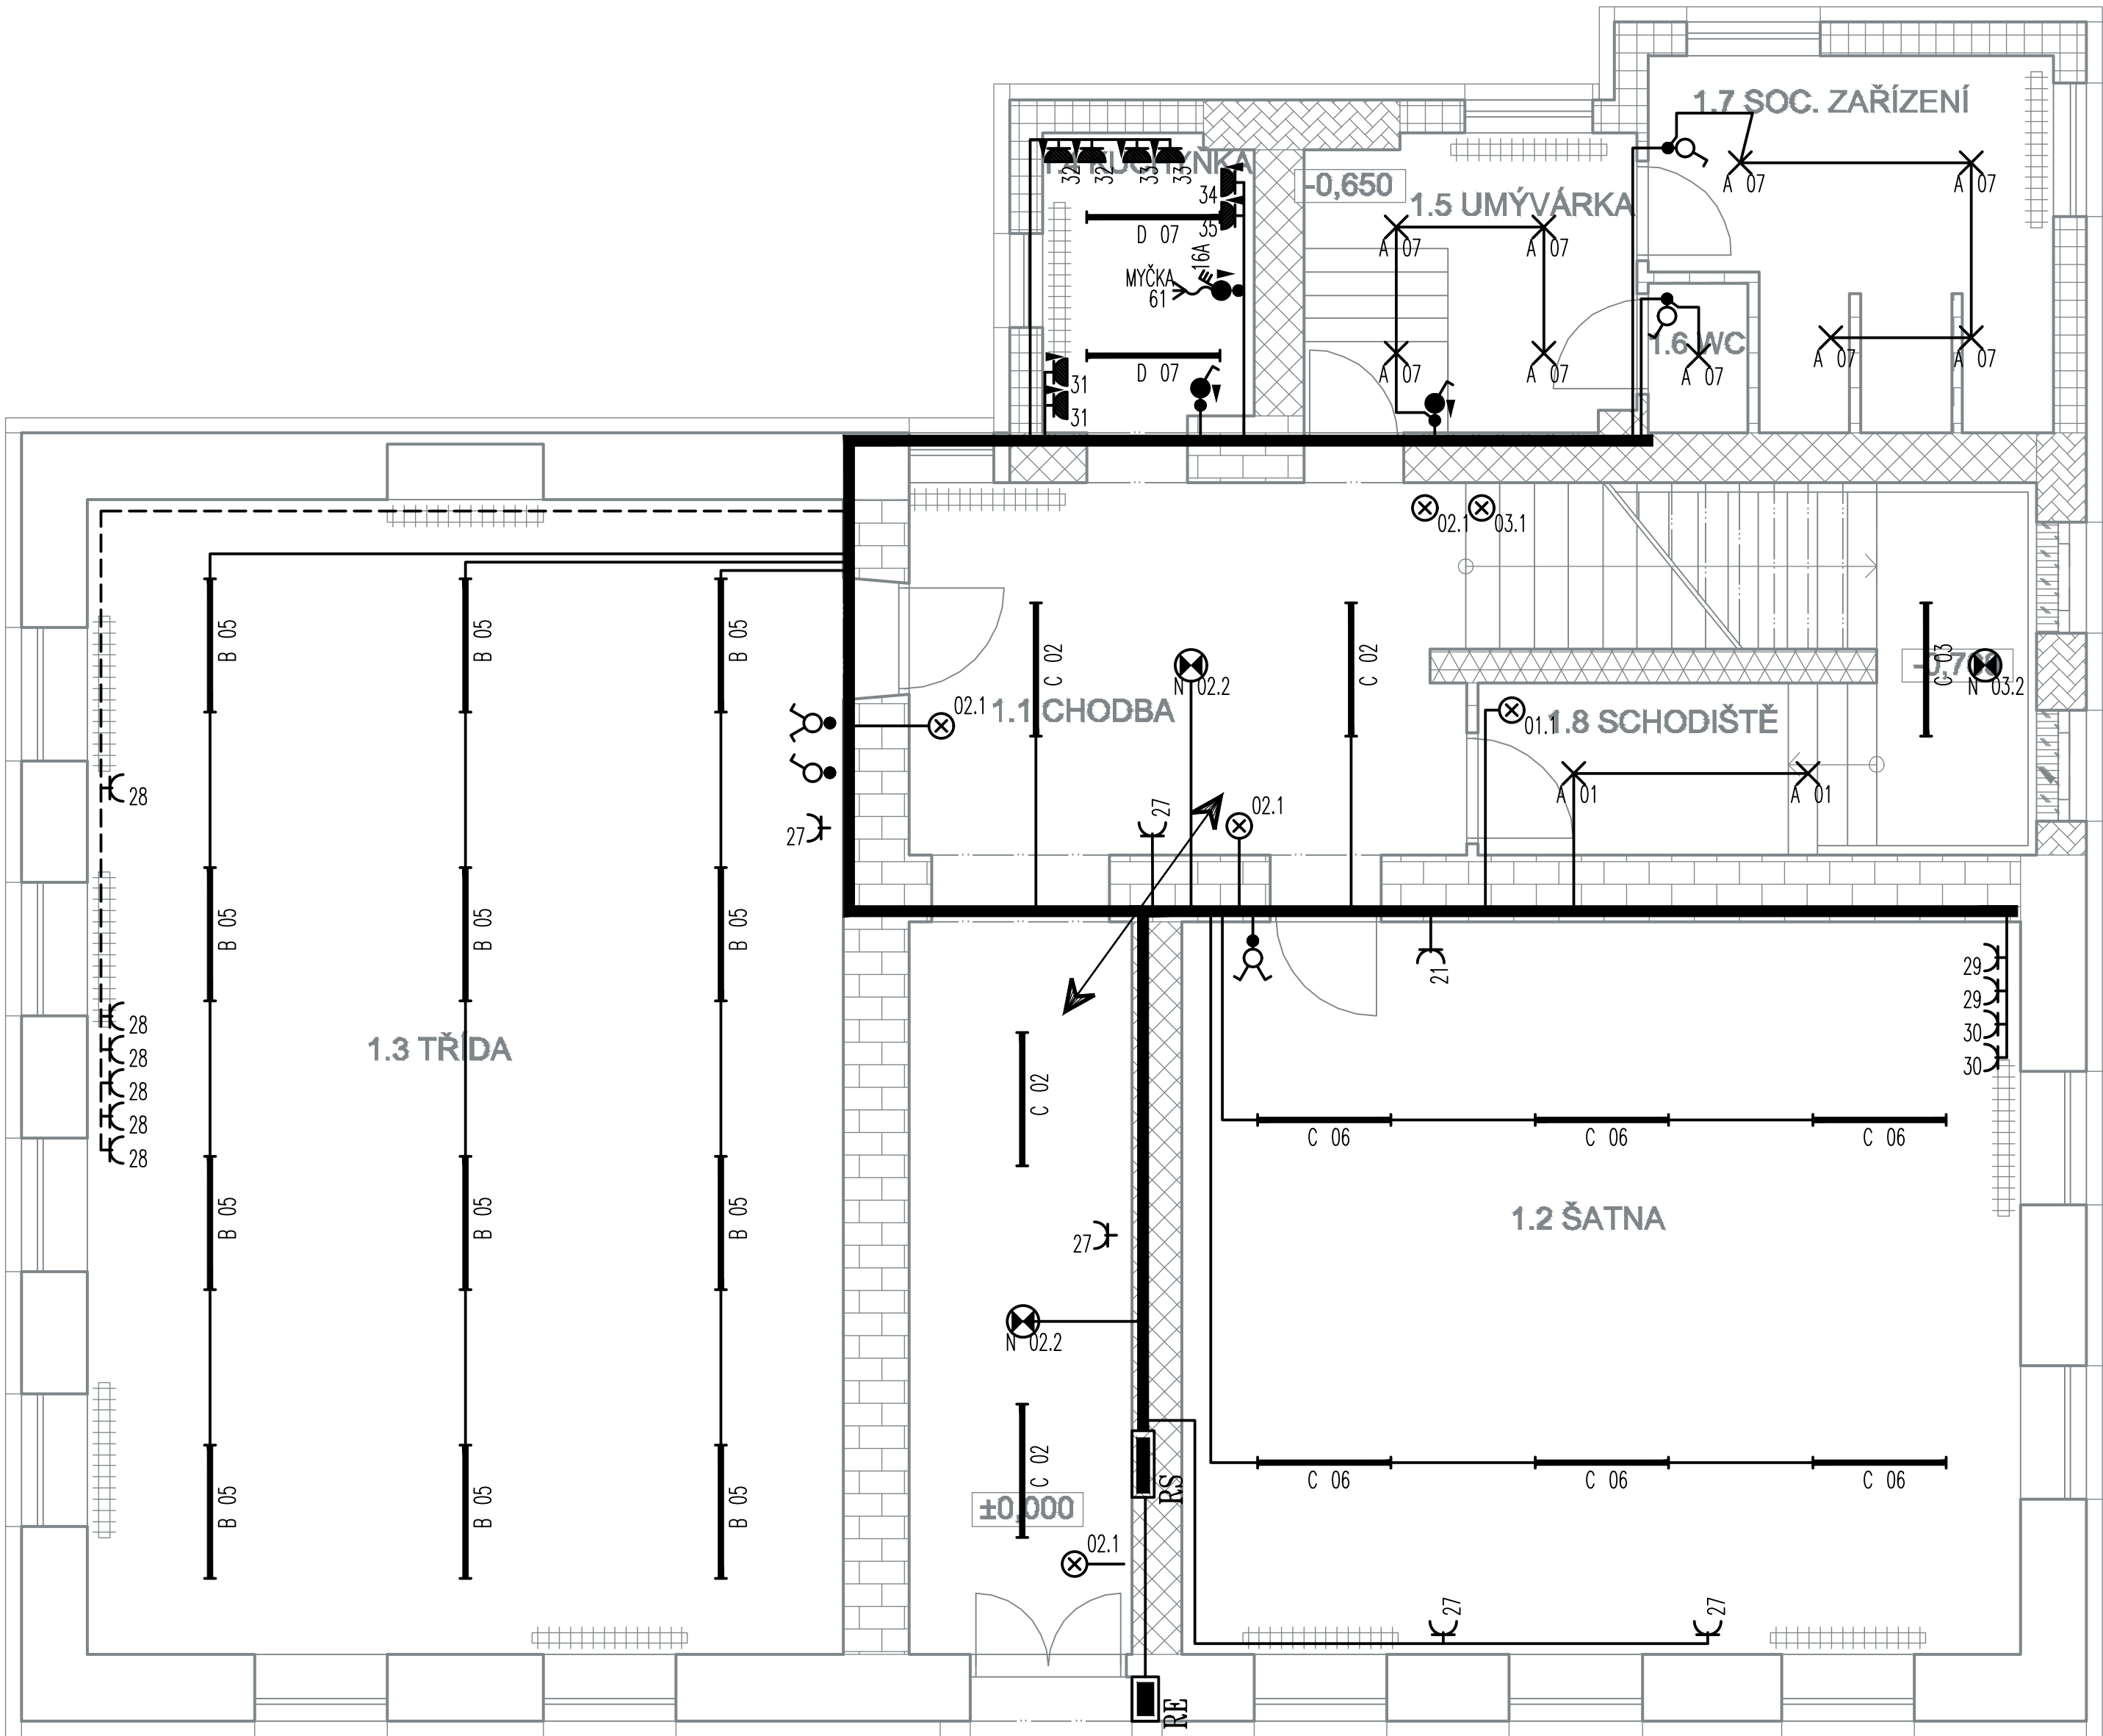 1.7 SOC. ZAŘÍZENÍ
1.4 KUCHYŇKA
32
32
33
33
34
35
-0,650
1.5 UMÝVÁRKA
A 07
A 07
D 07
16A
MYČKA
61
A 07
A 07
1.6 WC
A 07
A 07
A 07
D 07
A 07
A 07
31
31
02.1
03.1
B 05
B 05
B 05
C 02
C 02
N 02.2
C 03
N 03.2
02.1
1.1 CHODBA
01.1
1.8 SCHODIŠTĚ
28
27
27
02.1
A 01
A 01
B 05
B 05
B 05
21
29
29
30
30
28
28
28
28
28
1.3 TŘÍDA
C 02
C 06
C 06
C 06
B 05
B 05
B 05
27
1.2 ŠATNA
N 02.2
C 02
RS
C 06
C 06
C 06
B 05
B 05
B 05
±0,000
02.1
27
27
RE